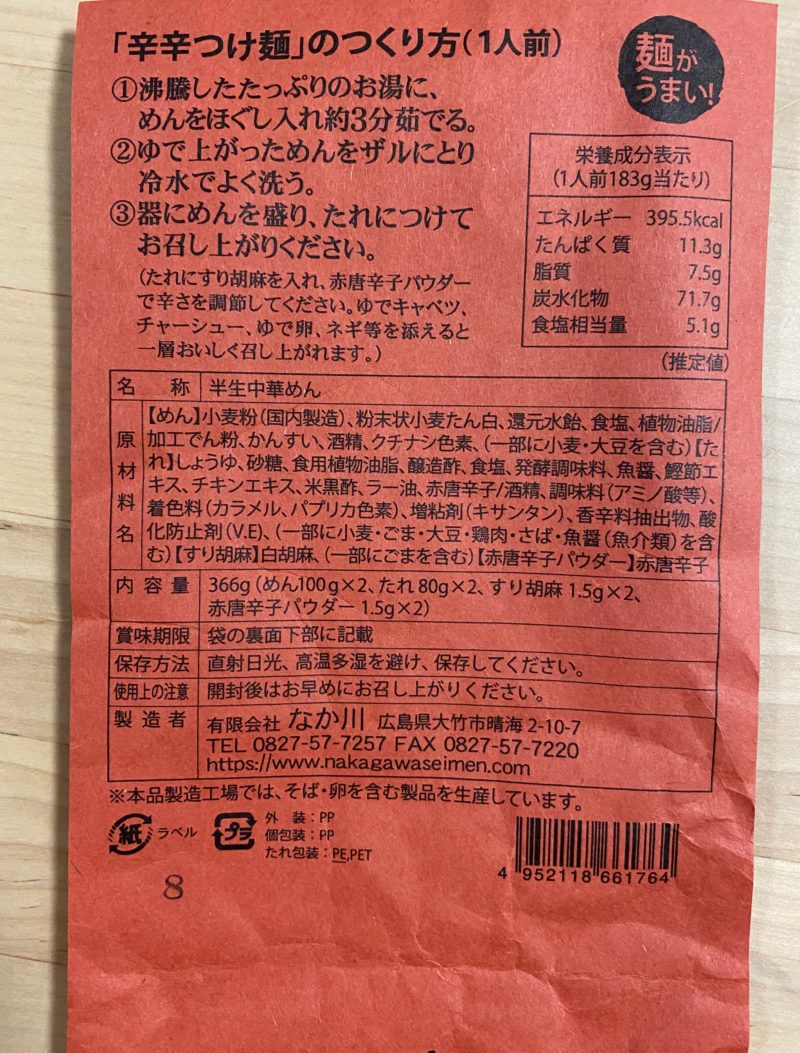 「辛辛つけ麺」のつくり方(1人前)
①沸騰したたっぷりのお湯に、
めんをほぐし入れ約3分茹でる。
②ゆで上がっためんをザルにとり
冷水でよく洗う。
③器にめんを盛り、たれにつけて
お召し上がりください。
(たれにすり胡麻を入れ、赤唐辛子パウダー
で辛さを調節してください。ゆでキャベツ、
チャーシュー、ゆで卵、ネギ等を添えると
一層おいしく召し上がれます。)
麺が
うまい!
栄養成分表示
(1人前183g当たり)
エネルギー 395.5kcal
たんぱく質 11.3g
脂質 7.5g
炭水化物 71.7g
食塩相当量 5.1g
(推定値)
名称 半生中華めん
原材料名 【めん】小麦粉(国内製造)、粉末状小麦たん白、還元水飴、食塩、植物油脂/
加工でん粉、かんすい、酒精、クチナシ色素、(一部に小麦・大豆を含む)【た
れ】しょうゆ、砂糖、食用植物油脂、醸造酢、食塩、発酵調味料、魚醤、鰹節エ
キス、チキンエキス、米黒酢、ラー油、赤唐辛子/酒精、調味料(アミノ酸等)、
着色料(カラメル、パプリカ色素)、増粘剤(キサンタン)、香辛料抽出物、酸
化防止剤(V.E)、(一部に小麦・ごま・大豆・鶏肉・さば・魚醤(魚介類)を含
む)【すり胡麻】白胡麻、(一部にごまを含む)【赤唐辛子パウダー】赤唐辛子
内容量 366g(めん100g×2、たれ80g×2、すり胡麻 1.5g×2、
赤唐辛子パウダー 1.5g×2)
賞味期限 袋の裏面下部に記載
保存方法 直射日光、高温多湿を避け、保存してください。
使用上の注意 開封後はお早めにお召し上がりください。
製造者 有限会社 なか川 広島県大竹市晴海 2-10-7
TEL 0827-57-7257 FAX 0827-57-7220
https://www.nakagawaseimen.com
※本品製造工場では、そば・卵を含む製品を生産しています。
紙 ラベル
プラ
外 装:PP
個包装:PP
たれ包装:PE,PET
4 952118 661764
8